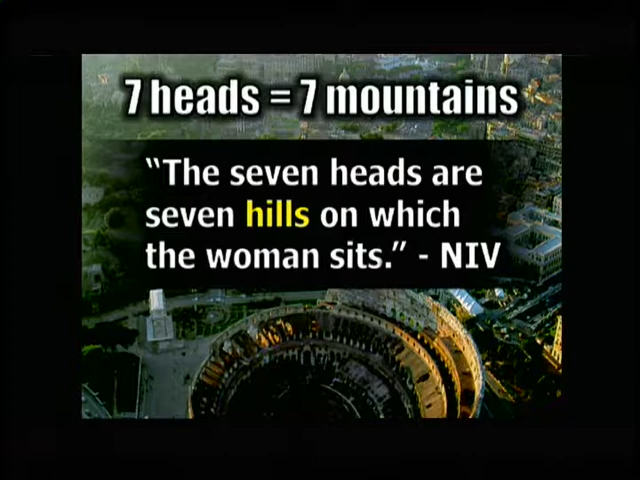 7 heads = 7 mountains
“The seven heads are
seven hills on which
the woman sits.” - NIV